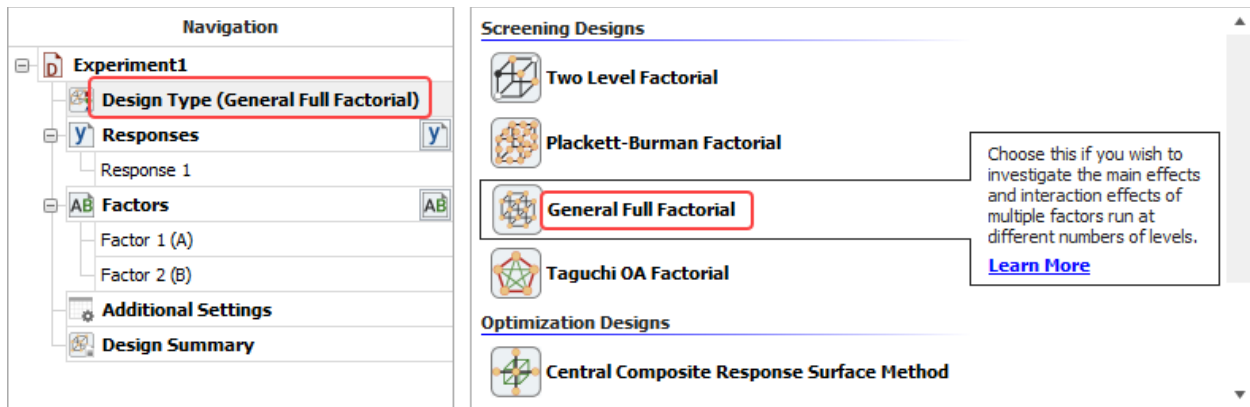 Navigation
Experiment1
Design Type (General Full Factorial)
Responses
Response 1
Factors
Factor 1 (A)
Factor 2 (B)
Additional Settings
Design Summary
Screening Designs
Two Level Factorial
Plackett-Burman Factorial
General Full Factorial
Choose this if you wish to
investigate the main effects
and interaction effects of
multiple factors run at
different numbers of levels.
Learn More
Taguchi OA Factorial
Optimization Designs
Central Composite Response Surface Method